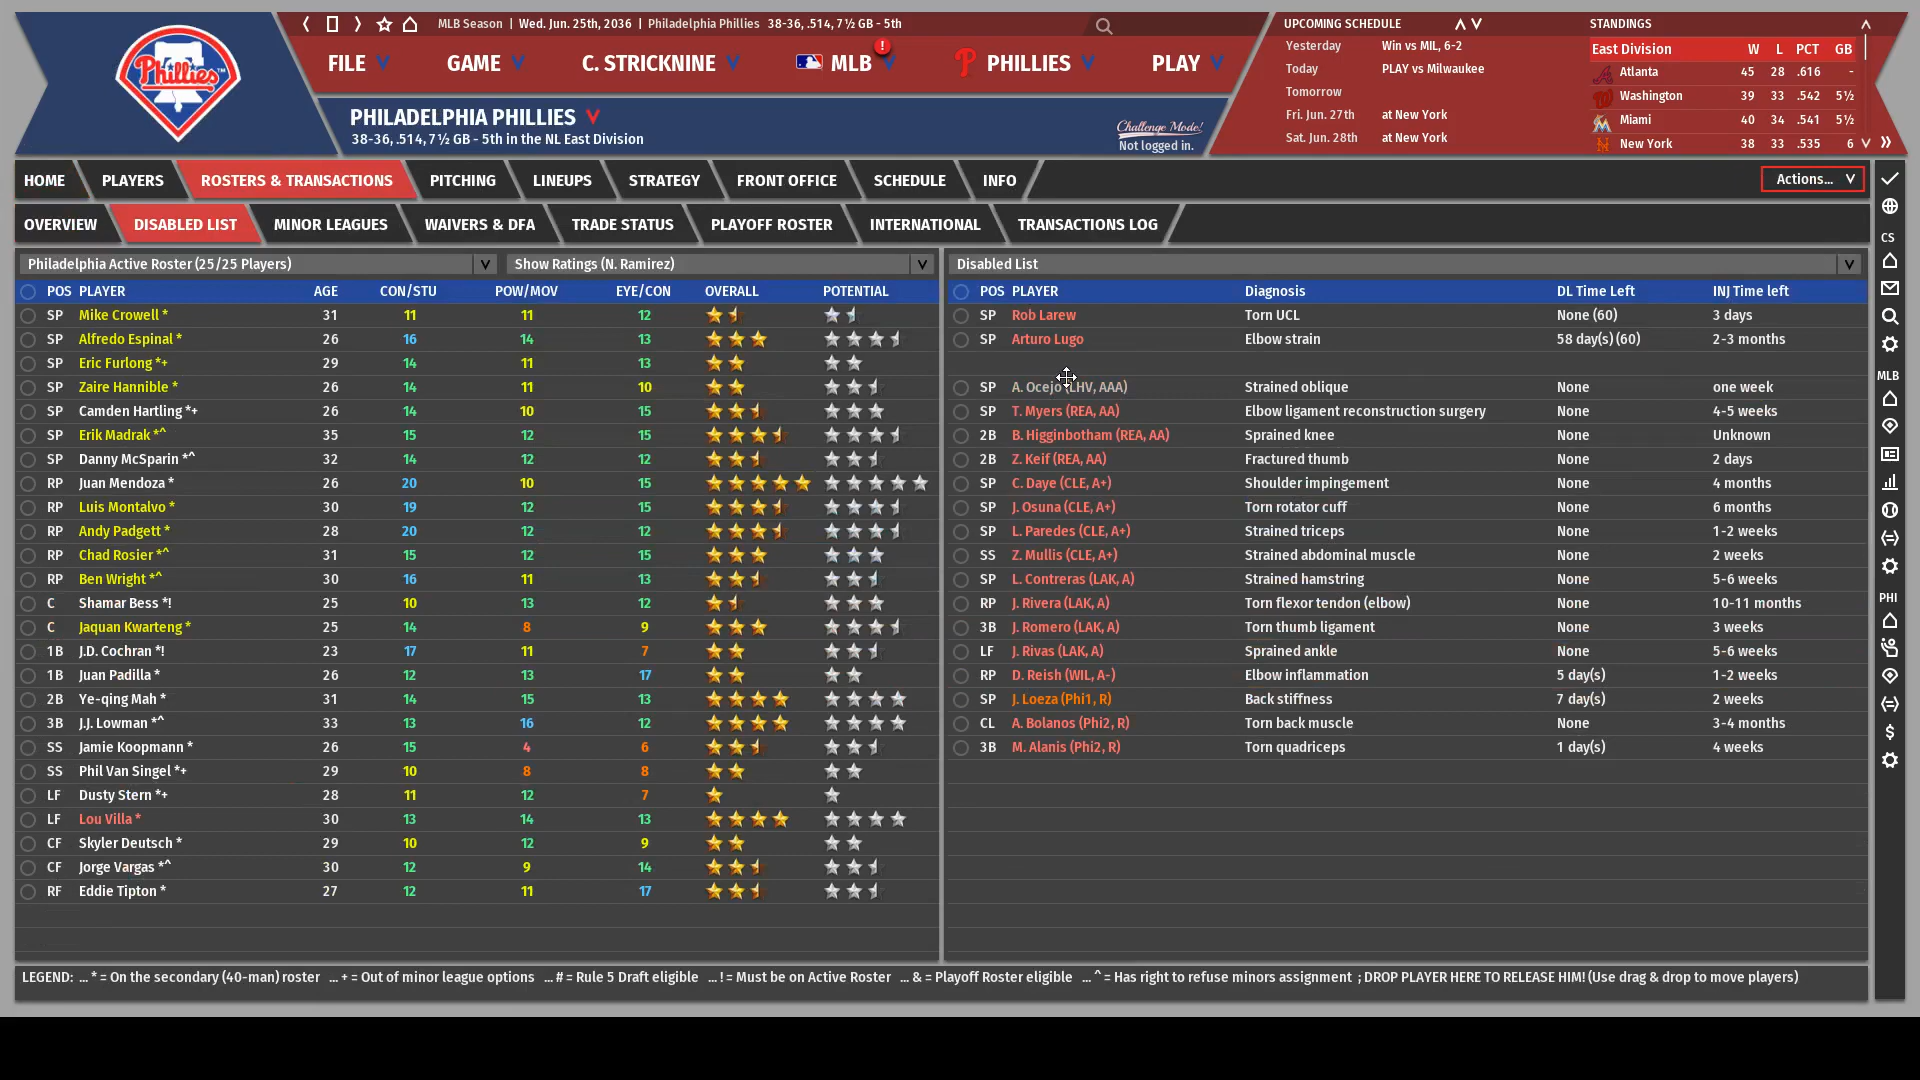 MLB Season | Wed. Jun. 25th, 2036 | Philadelphia Phillies 38-36, .514, 7½ GB - 5th
FILE GAME C. STRICKNINE MLB ! PHILLIES PLAY
Phillies
PHILADELPHIA PHILLIES
38-36, .514, 7½ GB - 5th in the NL East Division
Challenge Mode!
Not logged in.
UPCOMING SCHEDULE
Yesterday Win vs MIL, 6-2
Today PLAY vs Milwaukee
Tomorrow
Fri. Jun. 27th at New York
Sat. Jun. 28th at New York
STANDINGS
East Division W L PCT GB
Atlanta 45 28 .616 -
Washington 39 33 .542 5½
Miami 40 34 .541 5½
New York 38 33 .535 6
HOME PLAYERS ROSTERS & TRANSACTIONS PITCHING LINEUPS STRATEGY FRONT OFFICE SCHEDULE INFO Actions...
OVERVIEW DISABLED LIST MINOR LEAGUES WAIVERS & DFA TRADE STATUS PLAYOFF ROSTER INTERNATIONAL TRANSACTIONS LOG
Philadelphia Active Roster (25/25 Players) Show Ratings (N. Ramirez)
POS PLAYER AGE CON/STU POW/MOV EYE/CON OVERALL POTENTIAL
SP Mike Crowell * 31 11 11 12
SP Alfredo Espinal * 26 16 14 13
SP Eric Furlong *+ 29 14 11 13
SP Zaire Hannible * 26 14 11 10
SP Camden Hartling *+ 26 14 10 15
SP Erik Madrak *^ 35 15 12 15
SP Danny McSparin *^ 32 14 12 12
RP Juan Mendoza * 26 20 10 15
RP Luis Montalvo * 30 19 12 15
RP Andy Padgett * 28 20 12 12
RP Chad Rosier *^ 31 15 12 15
RP Ben Wright *^ 30 16 11 13
C Shamar Bess *! 25 10 13 12
C Jaquan Kwarteng * 25 14 8 9
1B J.D. Cochran *! 23 17 11 7
1B Juan Padilla * 26 12 13 17
2B Ye-qing Mah * 31 14 15 13
3B J.J. Lowman *^ 33 13 16 12
SS Jamie Koopmann * 26 15 4 6
SS Phil Van Singel *+ 29 10 8 8
LF Dusty Stern *+ 28 11 12 7
LF Lou Villa * 30 13 14 13
CF Skyler Deutsch * 29 10 12 9
CF Jorge Vargas *^ 30 12 9 14
RF Eddie Tipton * 27 12 11 17
Disabled List
POS PLAYER Diagnosis DL Time Left INJ Time left
SP Rob Larew Torn UCL None (60) 3 days
SP Arturo Lugo Elbow strain 58 day(s) (60) 2-3 months
SP A. Ocejo (LHV, AAA) Strained oblique None one week
SP T. Myers (REA, AA) Elbow ligament reconstruction surgery None 4-5 weeks
2B B. Higginbotham (REA, AA) Sprained knee None Unknown
2B Z. Keif (REA, AA) Fractured thumb None 2 days
SP C. Daye (CLE, A+) Shoulder impingement None 4 months
SP J. Osuna (CLE, A+) Torn rotator cuff None 6 months
SP L. Paredes (CLE, A+) Strained triceps None 1-2 weeks
SS Z. Mullis (CLE, A+) Strained abdominal muscle None 2 weeks
SP L. Contreras (LAK, A) Strained hamstring None 5-6 weeks
RP J. Rivera (LAK, A) Torn flexor tendon (elbow) None 10-11 months
3B J. Romero (LAK, A) Torn thumb ligament None 3 weeks
LF J. Rivas (LAK, A) Sprained ankle None 5-6 weeks
RP D. Reish (WIL, A-) Elbow inflammation 5 day(s) 1-2 weeks
SP J. Loeza (Phi1, R) Back stiffness 7 day(s) 2 weeks
CL A. Bolanos (Phi2, R) Torn back muscle None 3-4 months
3B M. Alanis (Phi2, R) Torn quadriceps 1 day(s) 4 weeks
CS
MLB
PHI
LEGEND: ... * = On the secondary (40-man) roster ... + = Out of minor league options ... # = Rule 5 Draft eligible ... ! = Must be on Active Roster ... & = Playoff Roster eligible ... ^ = Has right to refuse minors assignment ; DROP PLAYER HERE TO RELEASE HIM! (Use drag & drop to move players)